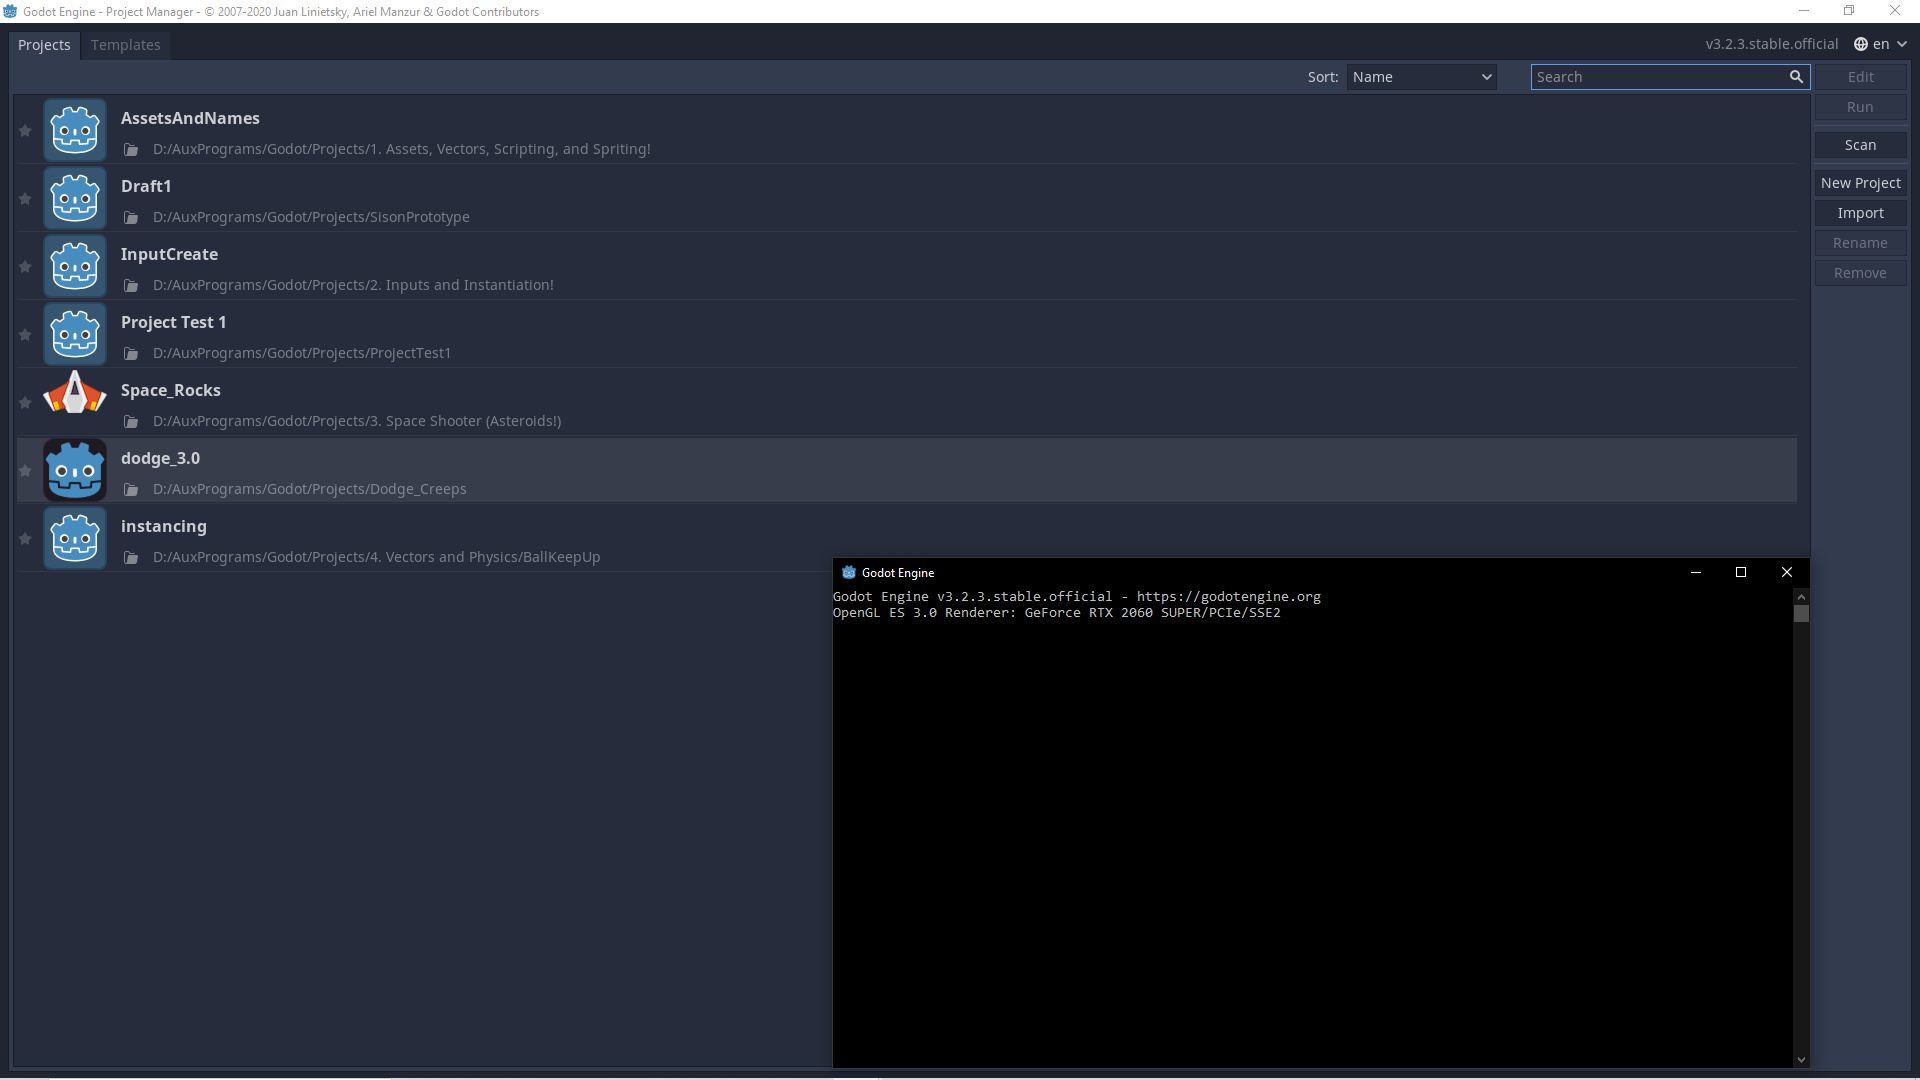 Godot Engine - Project Manager - © 2007-2020 Juan Linietsky, Ariel Manzur & Godot Contributors
Projects Templates v3.2.3.stable.official en
Sort: Name Search Edit
Run
AssetsAndNames
D:/AuxPrograms/Godot/Projects/1. Assets, Vectors, Scripting, and Spriting!
Scan
Draft1
New Project
D:/AuxPrograms/Godot/Projects/SisonPrototype
Import
InputCreate
Rename
D:/AuxPrograms/Godot/Projects/2. Inputs and Instantiation!
Remove
Project Test 1
D:/AuxPrograms/Godot/Projects/ProjectTest1
Space_Rocks
D:/AuxPrograms/Godot/Projects/3. Space Shooter (Asteroids!)
dodge_3.0
D:/AuxPrograms/Godot/Projects/Dodge_Creeps
instancing
D:/AuxPrograms/Godot/Projects/4. Vectors and Physics/BallKeepUp
Godot Engine
Godot Engine v3.2.3.stable.official - https://godotengine.org
OpenGL ES 3.0 Renderer: GeForce RTX 2060 SUPER/PCIe/SSE2